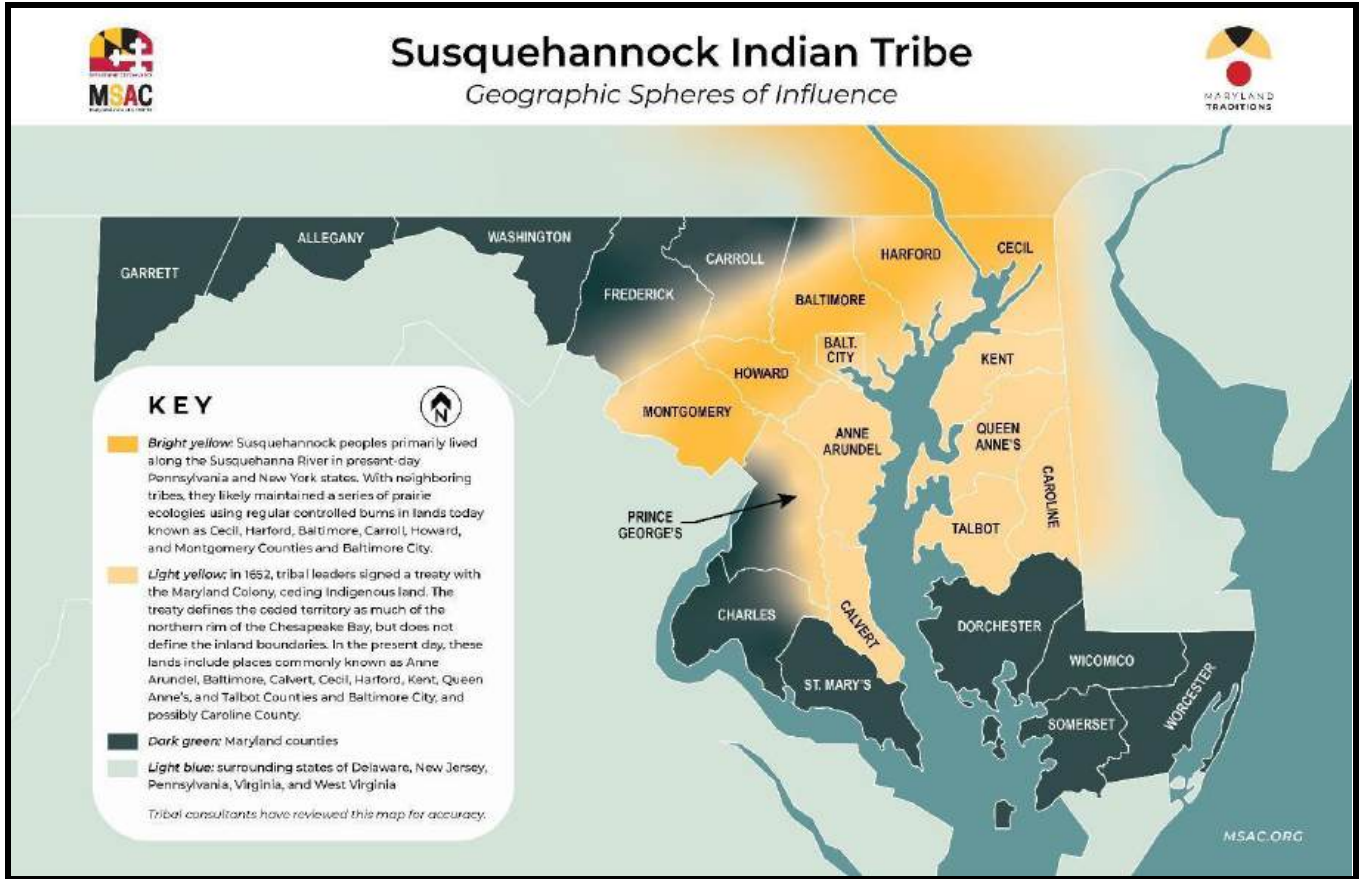 Susquehannock Indian Tribe
Geographic Spheres of Influence
MSAC
MARYLAND
TRADITIONS
GARRETT
ALLEGANY
WASHINGTON
FREDERICK
CARROLL
HARFORD
CECIL
BALTIMORE
BALT.
CITY
KENT
HOWARD
MONTGOMERY
ANNE
ARUNDEL
QUEEN
ANNE'S
CAROLINE
TALBOT
PRINCE
GEORGE'S
CHARLES
CALVERT
ST. MARY'S
DORCHESTER
WICOMICO
SOMERSET
WORCESTER
KEY
N
Bright yellow: Susquehannock peoples primarily lived
along the Susquehanna River in present-day
Pennsylvania and New York states. With neighboring
tribes, they likely maintained a series of prairie
ecologies using regular controlled burns in lands today
known as Cecil, Harford, Baltimore, Carroll, Howard,
and Montgomery Counties and Baltimore City.
Light yellow: in 1652, tribal leaders signed a treaty with
the Maryland Colony, ceding Indigenous land. The
treaty defines the ceded territory as much of the
northern rim of the Chesapeake Bay, but does not
define the inland boundaries. In the present day, these
lands include places commonly known as Anne
Arundel, Baltimore, Calvert, Cecil, Harford, Kent, Queen
Anne's, and Talbot Counties and Baltimore City, and
possibly Caroline County.
Dark green: Maryland counties
Light blue: surrounding states of Delaware, New Jersey,
Pennsylvania, Virginia, and West Virginia
Tribal consultants have reviewed this map for accuracy.
MSAC.ORG